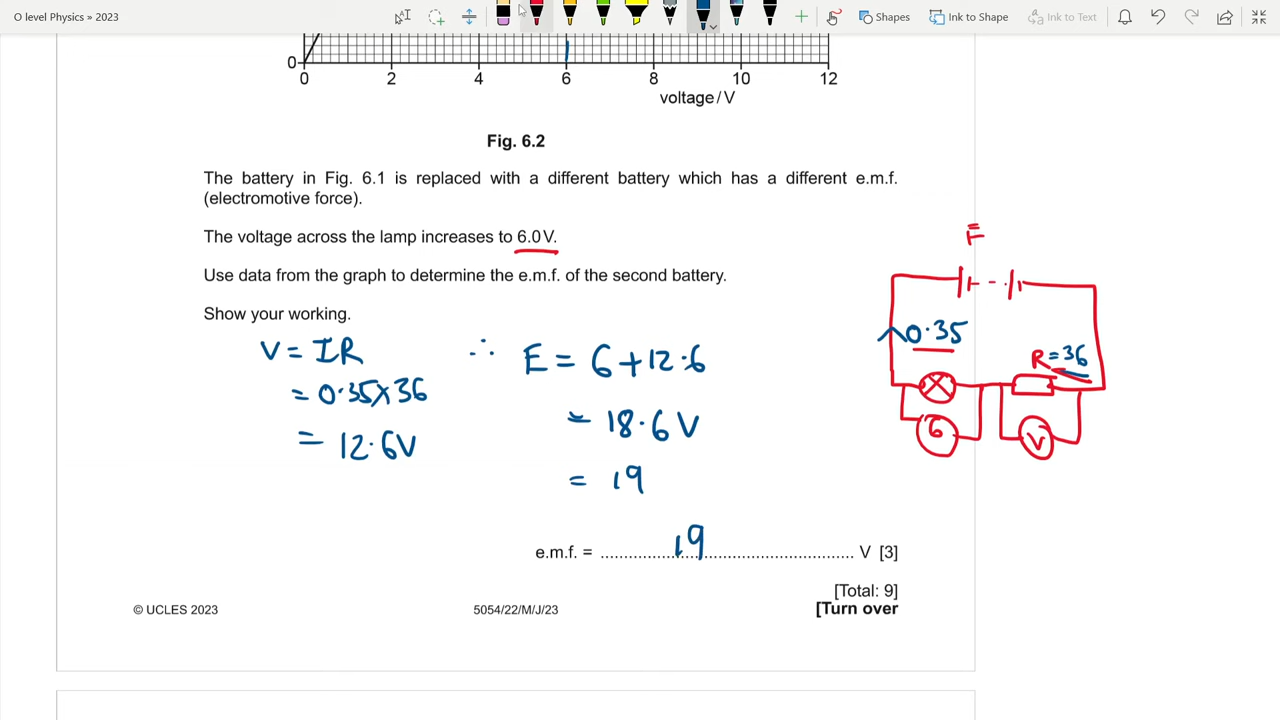 O level Physics » 2023
Shapes
Ink to Shape
Ink to Text
0
0 2 4 6 8 10 12
voltage / V
Fig. 6.2
The battery in Fig. 6.1 is replaced with a different battery which has a different e.m.f.
(electromotive force).
The voltage across the lamp increases to 6.0 V.
Use data from the graph to determine the e.m.f. of the second battery.
Show your working.
V = IR
= 0.35 x 36
= 12.6V
∴ E = 6 + 12.6
= 18.6 V
= 19
E
0.35
R = 36
6
V
e.m.f. = ......19...... V [3]
[Total: 9]
© UCLES 2023
5054/22/M/J/23
[Turn over